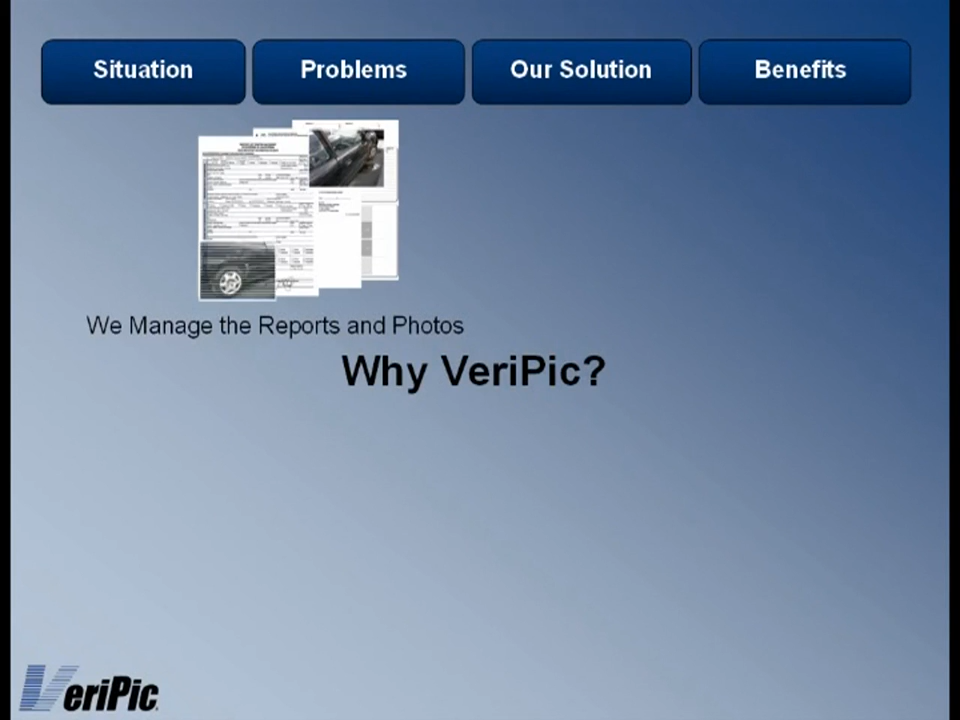 Situation
Problems
Our Solution
Benefits
We Manage the Reports and Photos
Why VeriPic?
VeriPic